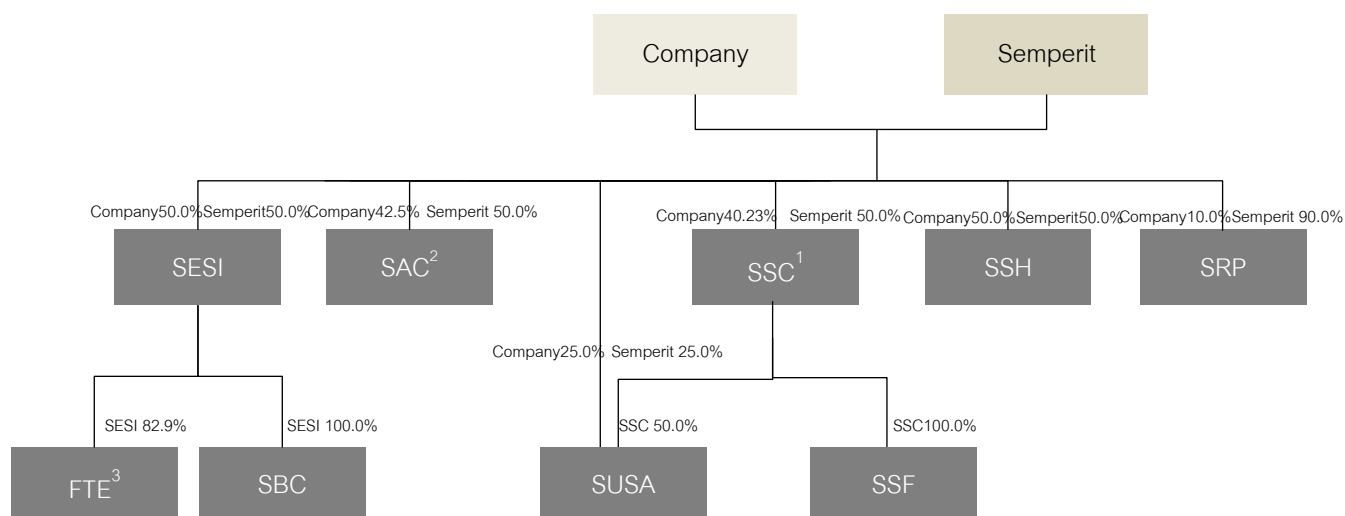 Company
Semperit
Company50.0% Semperit50.0% Company42.5% Semperit 50.0% Company40.23% Semperit 50.0% Company50.0% Semperit50.0% Company10.0% Semperit 90.0%
SESI
SAC²
SSC¹
SSH
SRP
Company25.0% Semperit 25.0%
SESI 82.9%
SESI 100.0%
SSC 50.0%
SSC100.0%
FTE³
SBC
SUSA
SSF